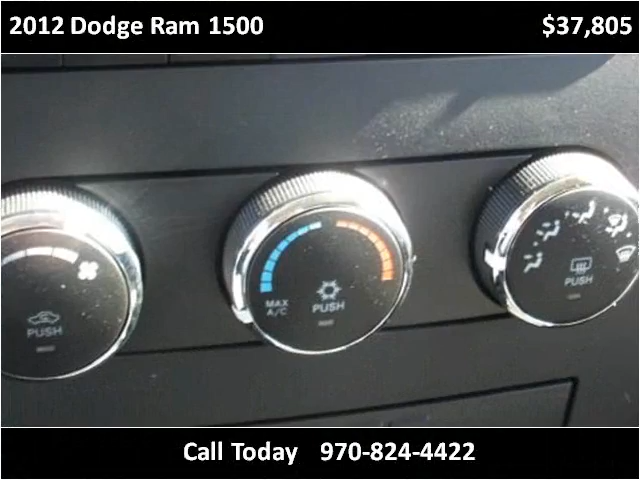 2012 Dodge Ram 1500 $37,805
PUSH
MAX
A/C
PUSH
PUSH
Call Today 970-824-4422